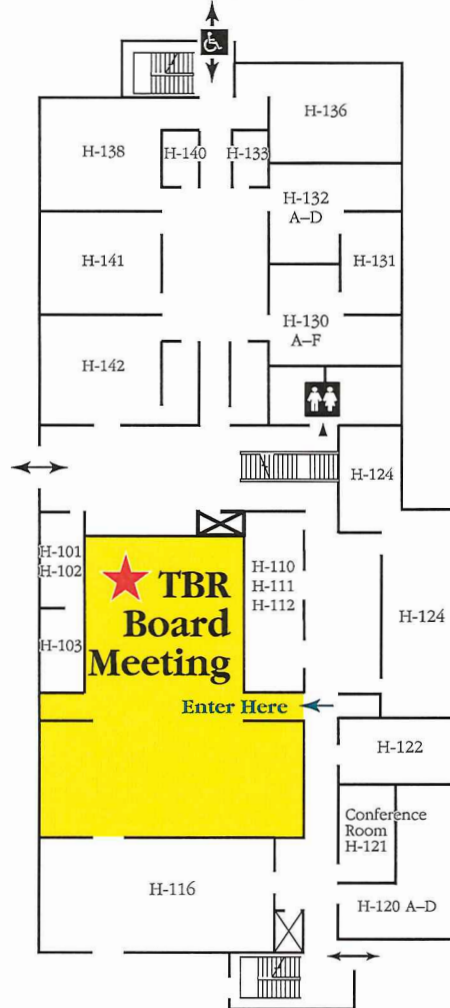 H-136
H-138
H-140
H-133
H-132
A–D
H-141
H-131
H-130
A–F
H-142
H-124
H-101
H-102
H-110
H-111
H-112
TBR
Board
Meeting
H-103
H-124
Enter Here
H-122
Conference
Room
H-121
H-116
H-120 A–D